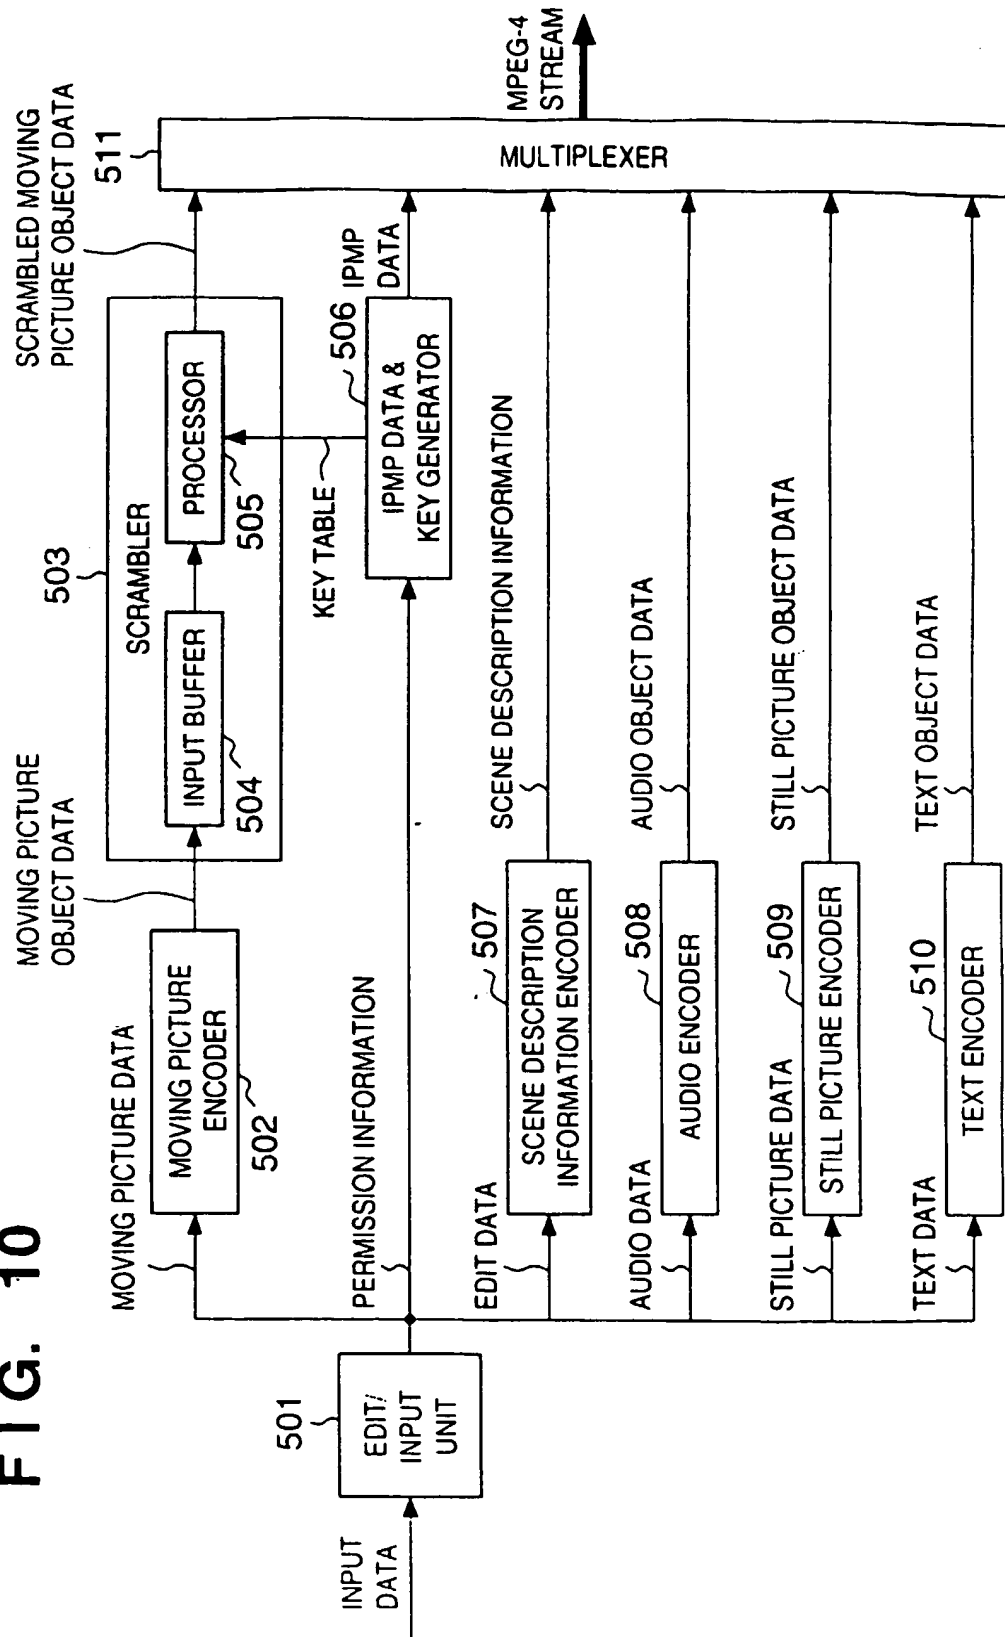 FIG. 10
INPUT
DATA
501
EDIT/
INPUT
UNIT
MOVING PICTURE DATA
MOVING PICTURE
ENCODER
502
MOVING PICTURE
OBJECT DATA
503
SCRAMBLER
INPUT BUFFER
504
PROCESSOR
505
SCRAMBLED MOVING
PICTURE OBJECT DATA
511
MULTIPLEXER
MPEG-4
STREAM
PERMISSION INFORMATION
KEY TABLE
506
IPMP DATA &
KEY GENERATOR
IPMP
DATA
EDIT DATA
507
SCENE DESCRIPTION
INFORMATION ENCODER
SCENE DESCRIPTION INFORMATION
AUDIO DATA
508
AUDIO ENCODER
AUDIO OBJECT DATA
STILL PICTURE DATA
509
STILL PICTURE ENCODER
STILL PICTURE OBJECT DATA
TEXT DATA
510
TEXT ENCODER
TEXT OBJECT DATA